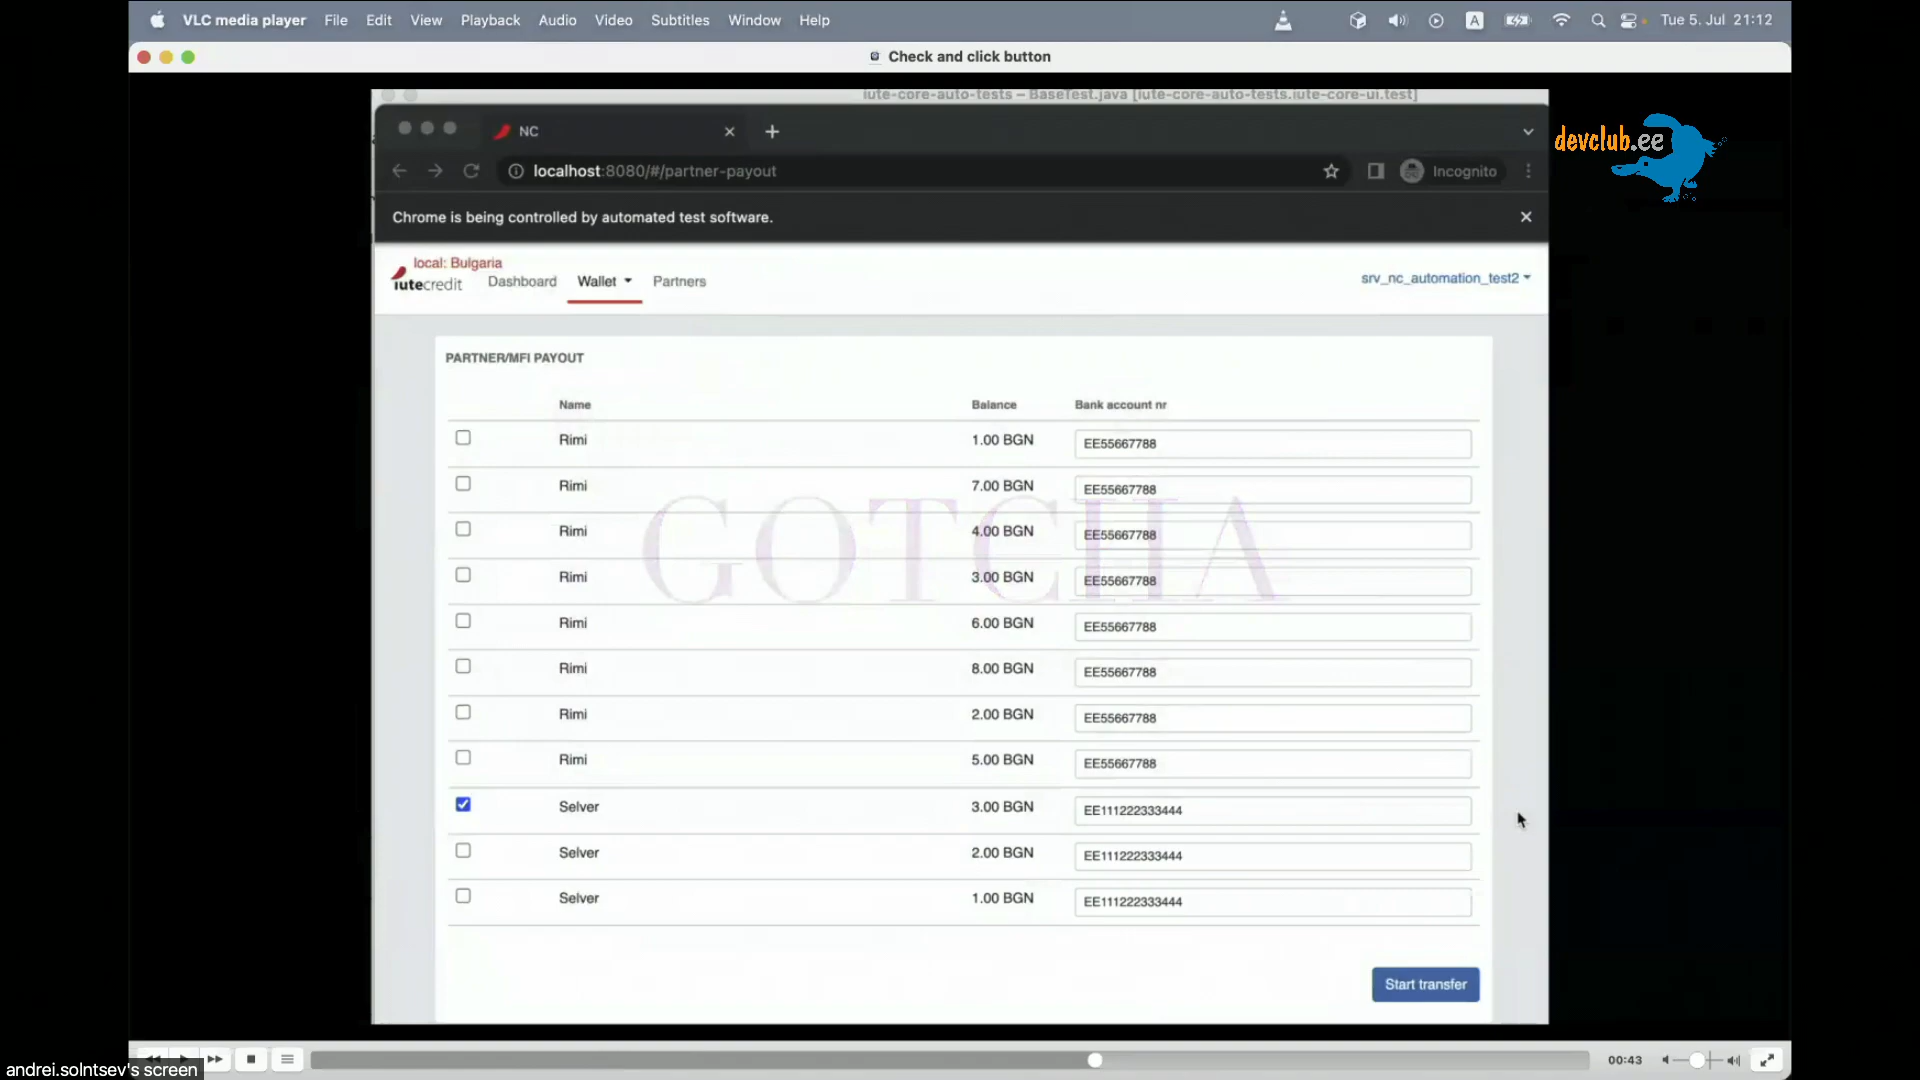 VLC media player File Edit View Playback Audio Video Subtitles Window Help A Tue 5. Jul 21:12
Check and click button
iute-core-auto-tests – BaseTest.java [iute-core-auto-tests.iute-core-ui.test]
devclub.ee
NC
localhost:8080/#/partner-payout
Incognito
Chrome is being controlled by automated test software.
local: Bulgaria
iutecredit
Dashboard Wallet Partners
srv_nc_automation_test2
PARTNER/MFI PAYOUT
Name Balance Bank account nr
Rimi 1.00 BGN EE55667788
Rimi 7.00 BGN EE55667788
Rimi 4.00 BGN EE55667788
GOTCHA
Rimi 3.00 BGN EE55667788
Rimi 6.00 BGN EE55667788
Rimi 8.00 BGN EE55667788
Rimi 2.00 BGN EE55667788
Rimi 5.00 BGN EE55667788
Selver 3.00 BGN EE111222333444
Selver 2.00 BGN EE111222333444
Selver 1.00 BGN EE111222333444
Start transfer
00:43
andrei.solntsev's screen